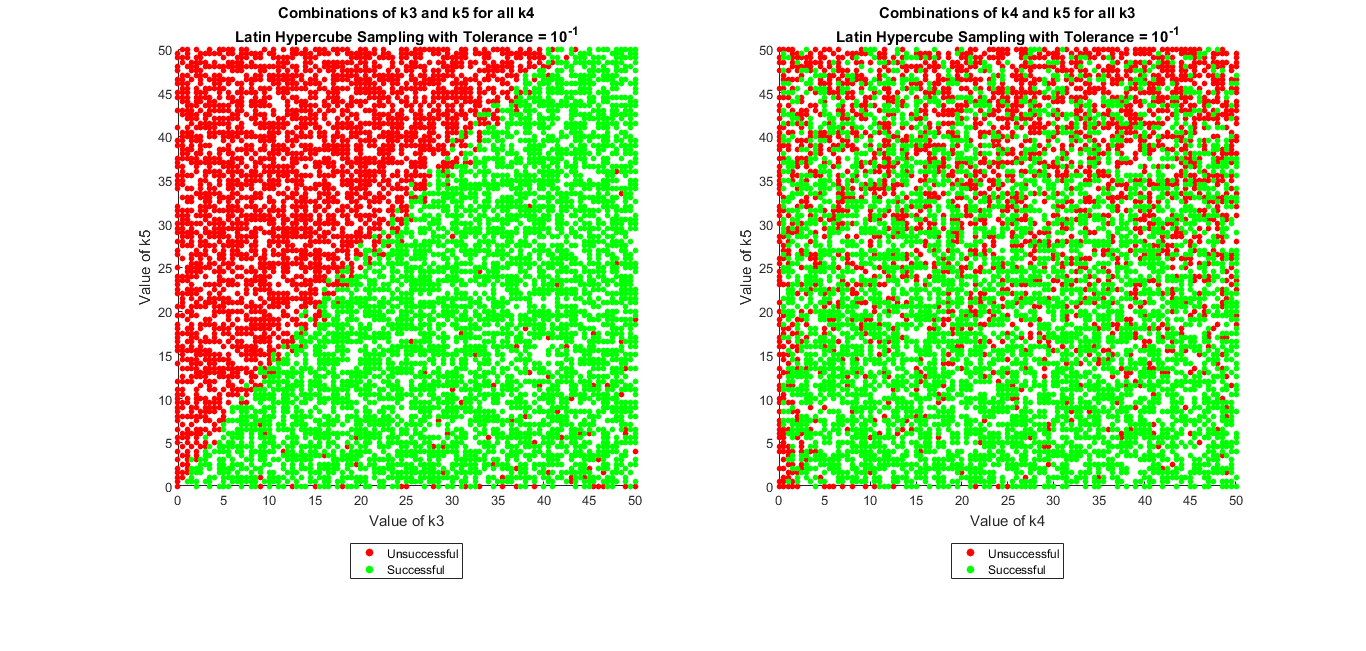 Combinations of k3 and k5 for all k4
Latin Hypercube Sampling with Tolerance = 10^-1
50
45
40
35
30
25
20
15
10
5
0
Value of k5
0 5 10 15 20 25 30 35 40 45 50
Value of k3
Unsuccessful
Successful
Combinations of k4 and k5 for all k3
Latin Hypercube Sampling with Tolerance = 10^-1
50
45
40
35
30
25
20
15
10
5
0
Value of k5
0 5 10 15 20 25 30 35 40 45 50
Value of k4
Unsuccessful
Successful